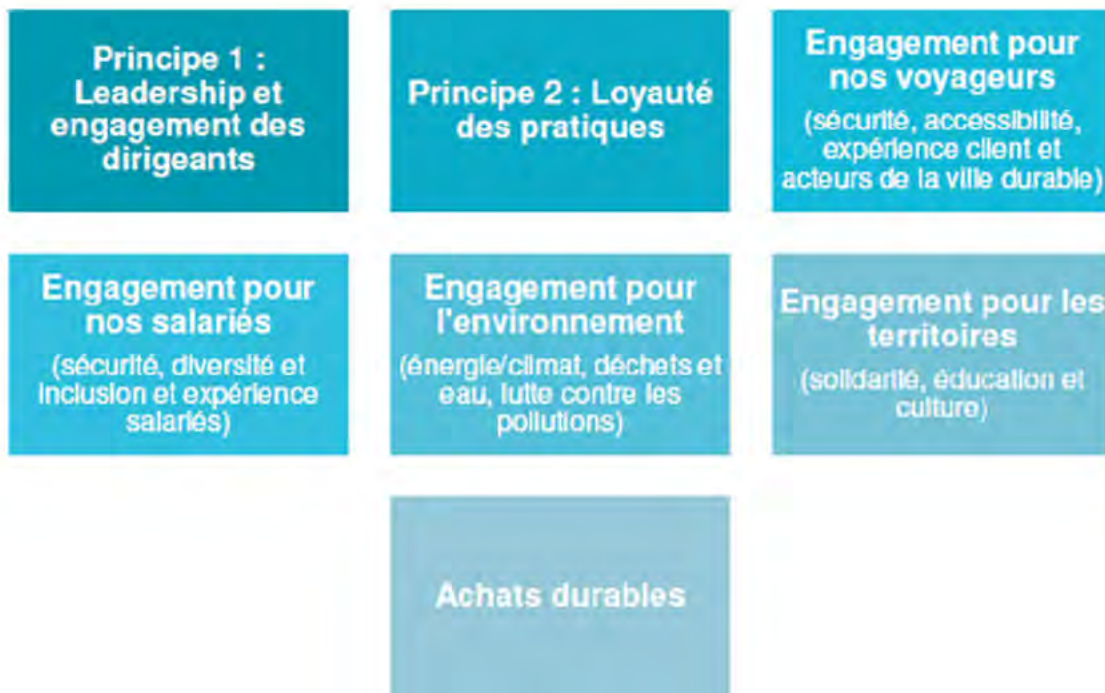 Principe 1 :
Leadership et
engagement des
dirigeants
Principe 2 : Loyauté
des pratiques
Engagement pour
nos voyageurs
(sécurité, accessibilité,
expérience client et
acteurs de la ville durable)
Engagement pour
nos salariés
(sécurité, diversité et
inclusion et expérience
salariés)
Engagement pour
l'environnement
(énergie/climat, déchets et
eau, lutte contre les
pollutions)
Engagement pour les
territoires
(solidarité, éducation et
culture)
Achats durables